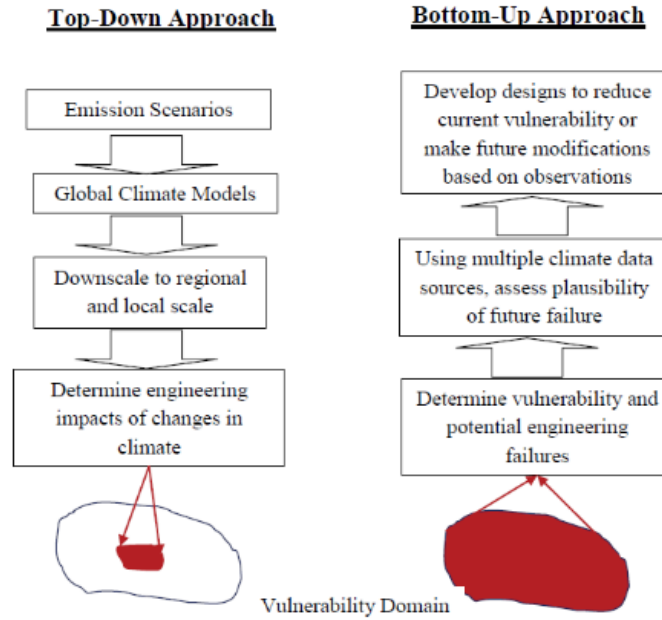 Top-Down Approach
Emission Scenarios
Global Climate Models
Downscale to regional
and local scale
Determine engineering
impacts of changes in
climate
Bottom-Up Approach
Develop designs to reduce
current vulnerability or
make future modifications
based on observations
Using multiple climate data
sources, assess plausibility
of future failure
Determine vulnerability and
potential engineering
failures
Vulnerability Domain